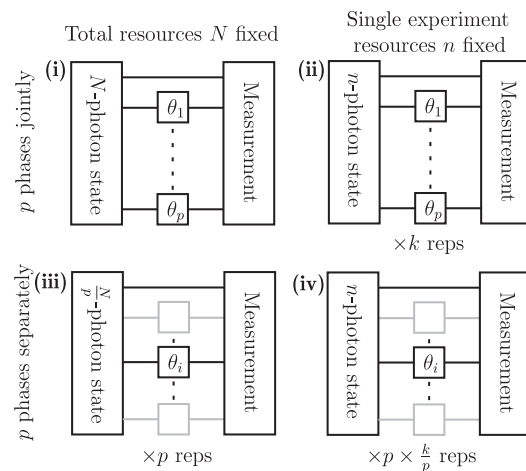 Total resources N fixed
Single experiment
resources n fixed
p phases jointly
(i)
N-photon state
θ₁
θₚ
Measurement
(ii)
n-photon state
θ₁
θₚ
Measurement
×k reps
p phases separately
(iii)
N/p-photon state
θᵢ
Measurement
×p reps
(iv)
n-photon state
θᵢ
Measurement
×p × k/p reps